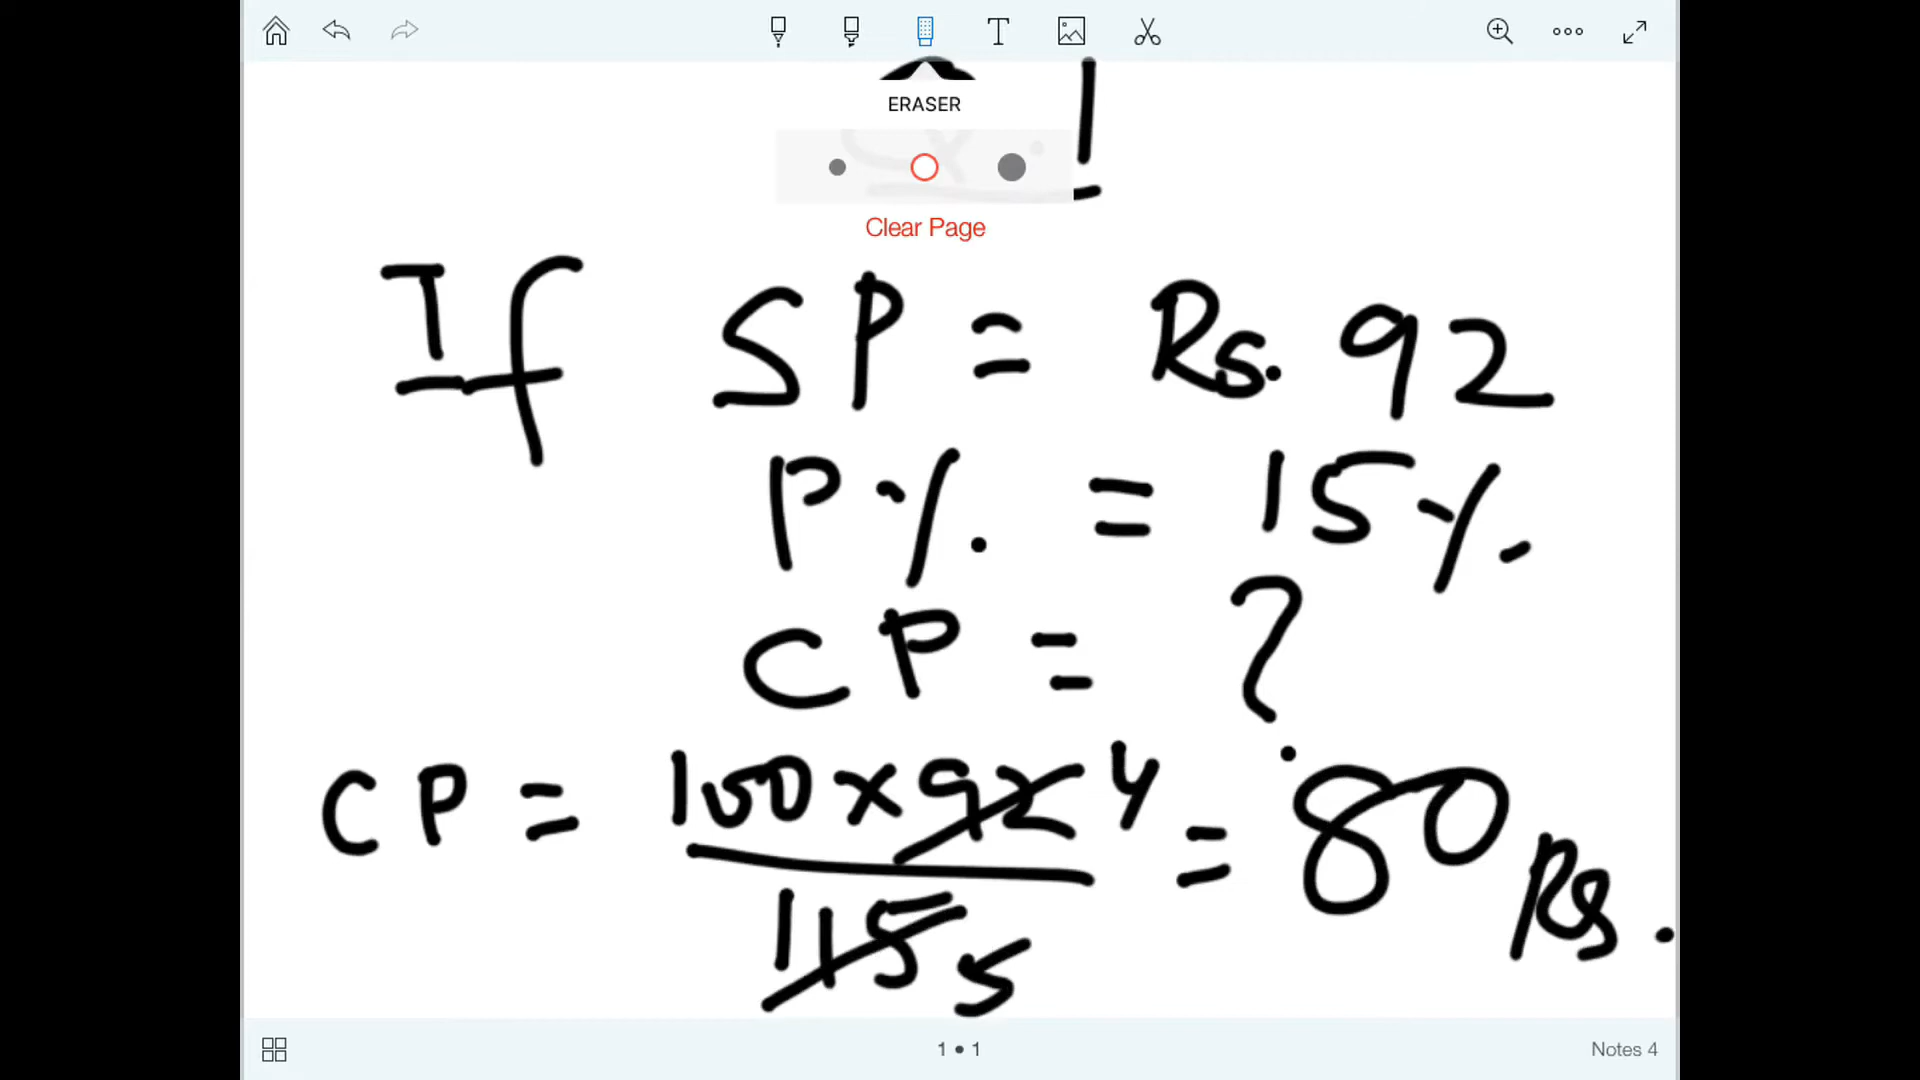 ERASER
Clear Page
If SP = Rs. 92
P%. = 15%.
CP = ?
CP = 100 x 92 4 = 80 Rs.
115 5
1 • 1
Notes 4